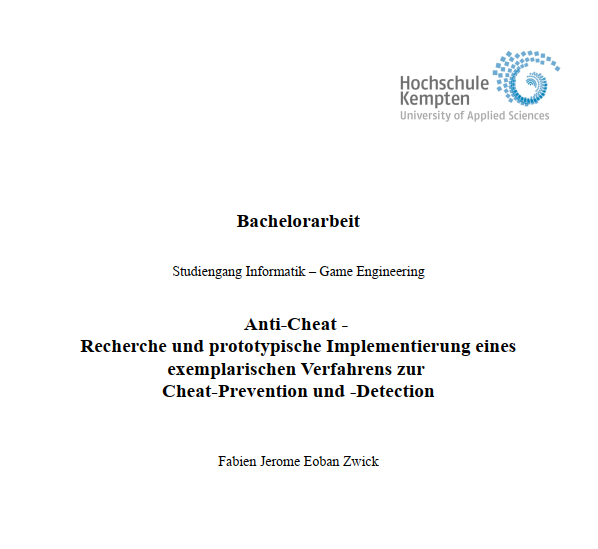 Hochschule
Kempten
University of Applied Sciences
Bachelorarbeit
Studiengang Informatik – Game Engineering
Anti-Cheat -
Recherche und prototypische Implementierung eines
exemplarischen Verfahrens zur
Cheat-Prevention und -Detection
Fabien Jerome Eoban Zwick